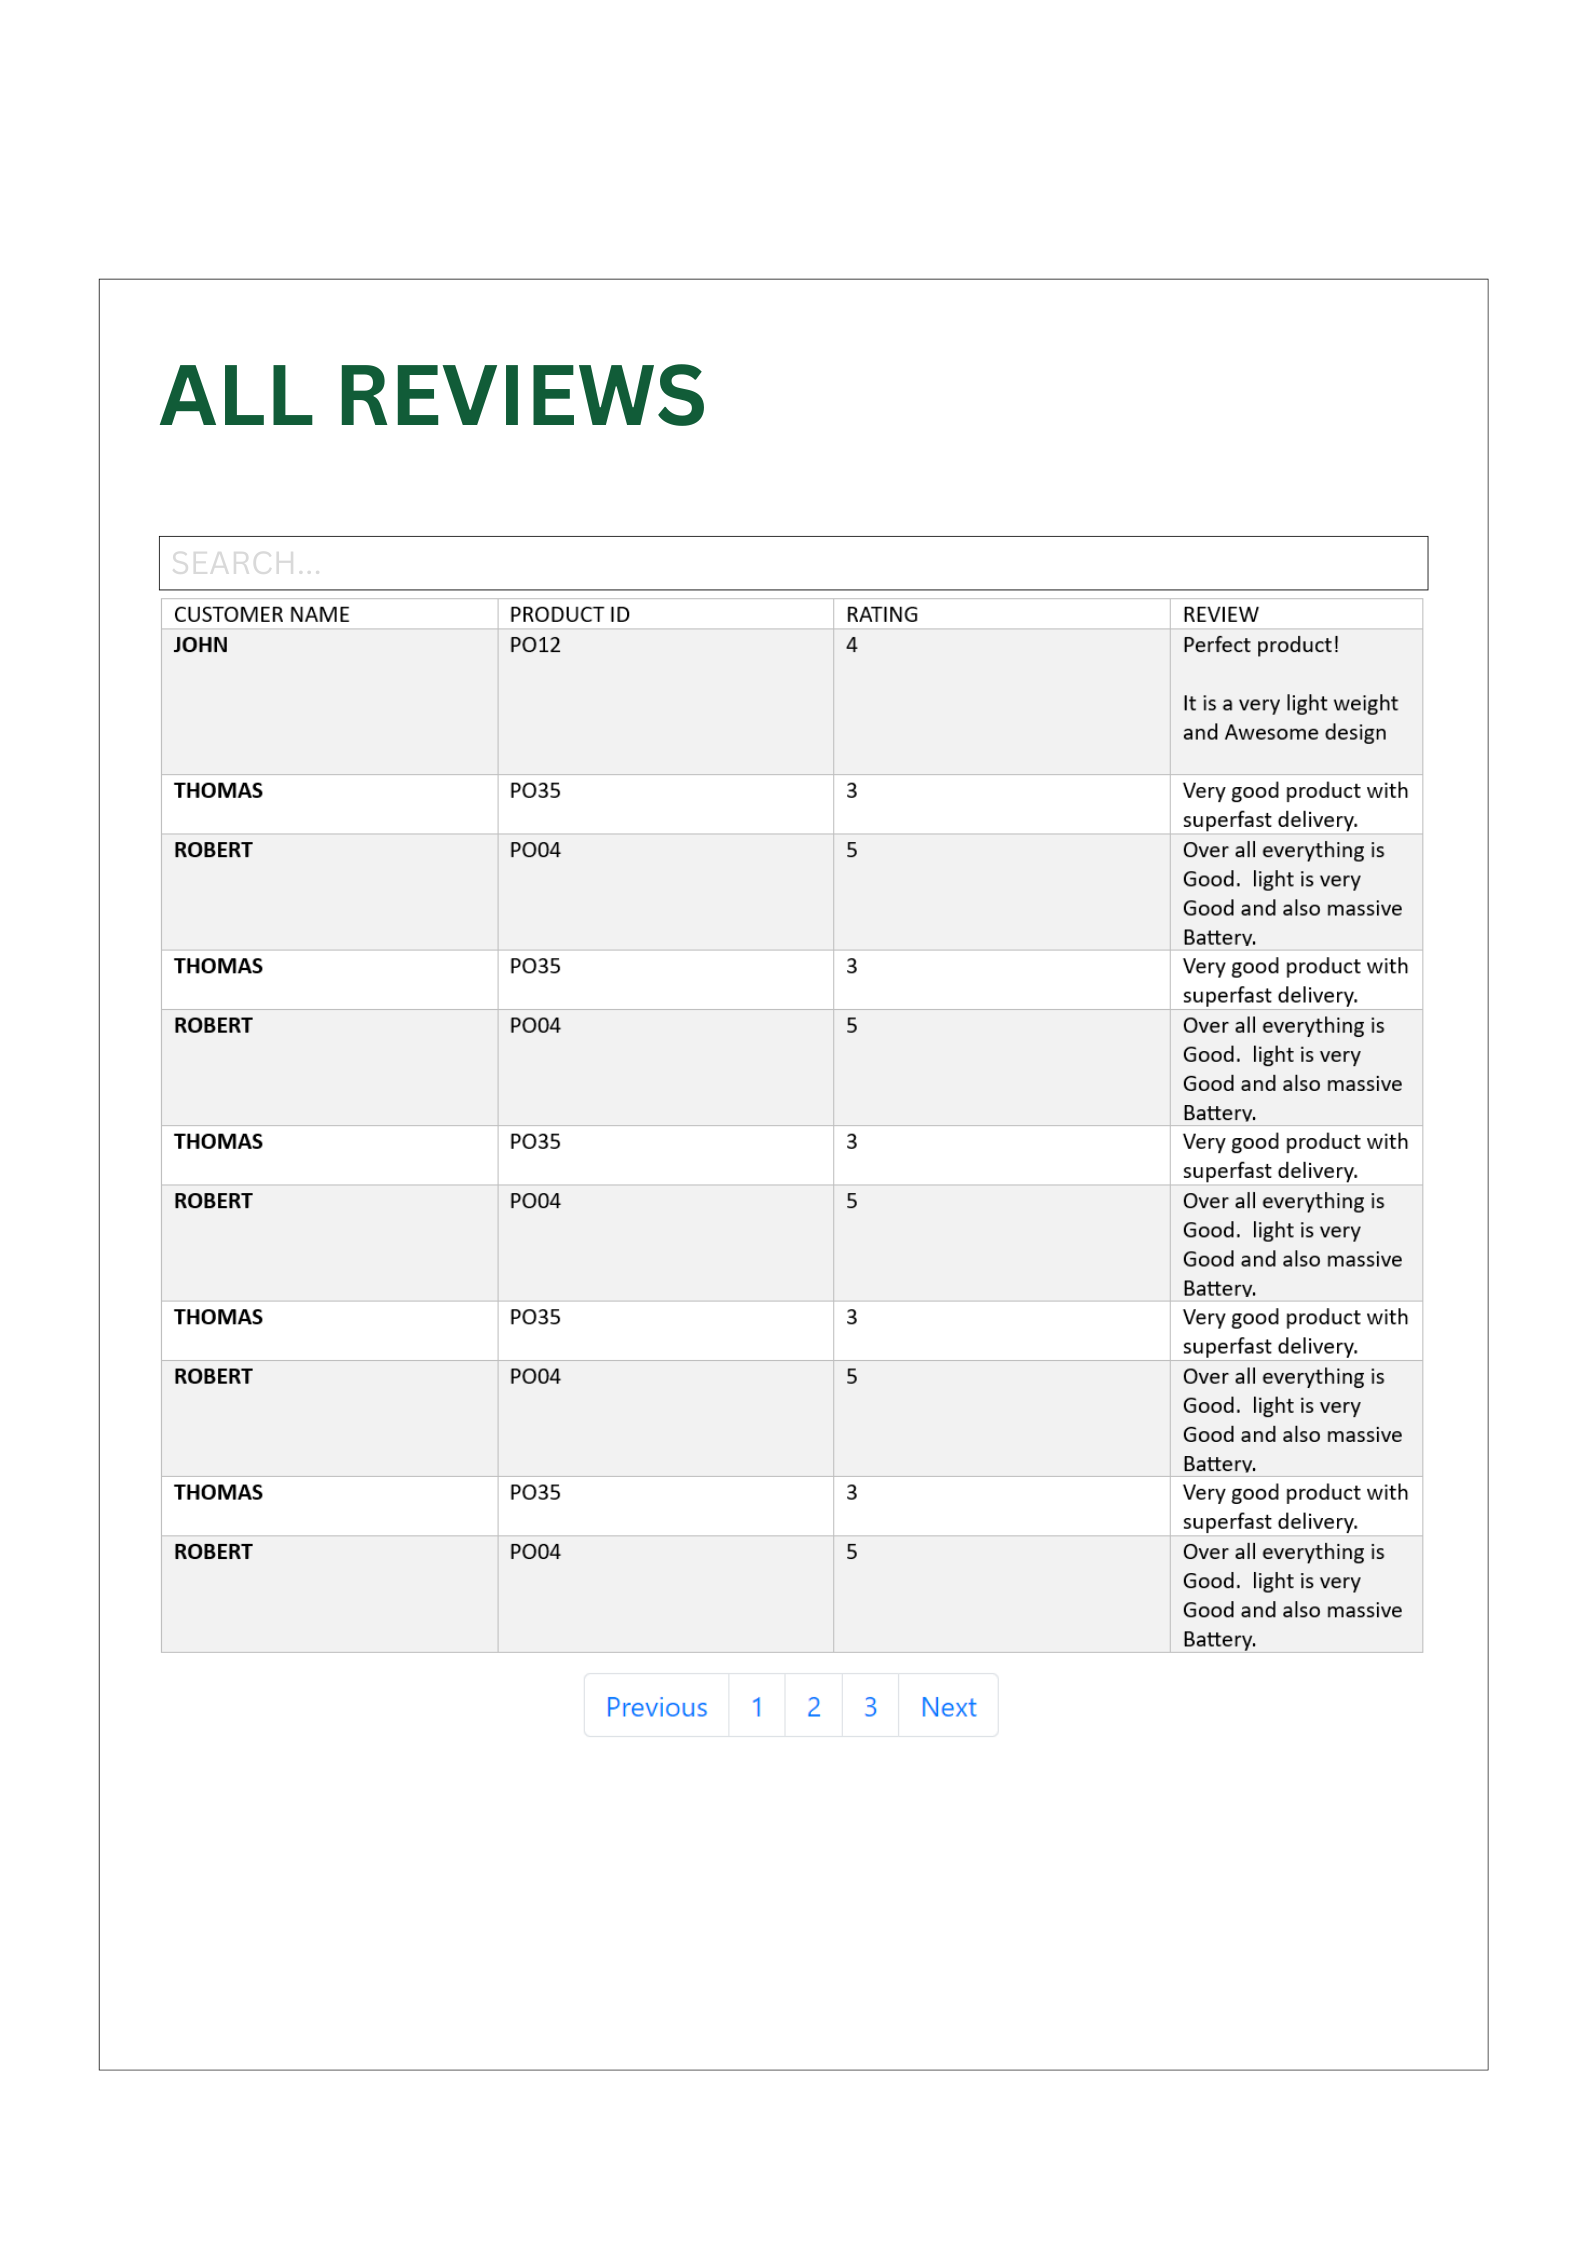 ALL REVIEWS
SEARCH...
CUSTOMER NAME PRODUCT ID RATING REVIEW
JOHN PO12 4 Perfect product!
It is a very light weight
and Awesome design
THOMAS PO35 3 Very good product with
superfast delivery.
ROBERT PO04 5 Over all everything is
Good.  light is very
Good and also massive
Battery.
THOMAS PO35 3 Very good product with
superfast delivery.
ROBERT PO04 5 Over all everything is
Good.  light is very
Good and also massive
Battery.
THOMAS PO35 3 Very good product with
superfast delivery.
ROBERT PO04 5 Over all everything is
Good.  light is very
Good and also massive
Battery.
THOMAS PO35 3 Very good product with
superfast delivery.
ROBERT PO04 5 Over all everything is
Good.  light is very
Good and also massive
Battery.
THOMAS PO35 3 Very good product with
superfast delivery.
ROBERT PO04 5 Over all everything is
Good.  light is very
Good and also massive
Battery.
Previous 1 2 3 Next